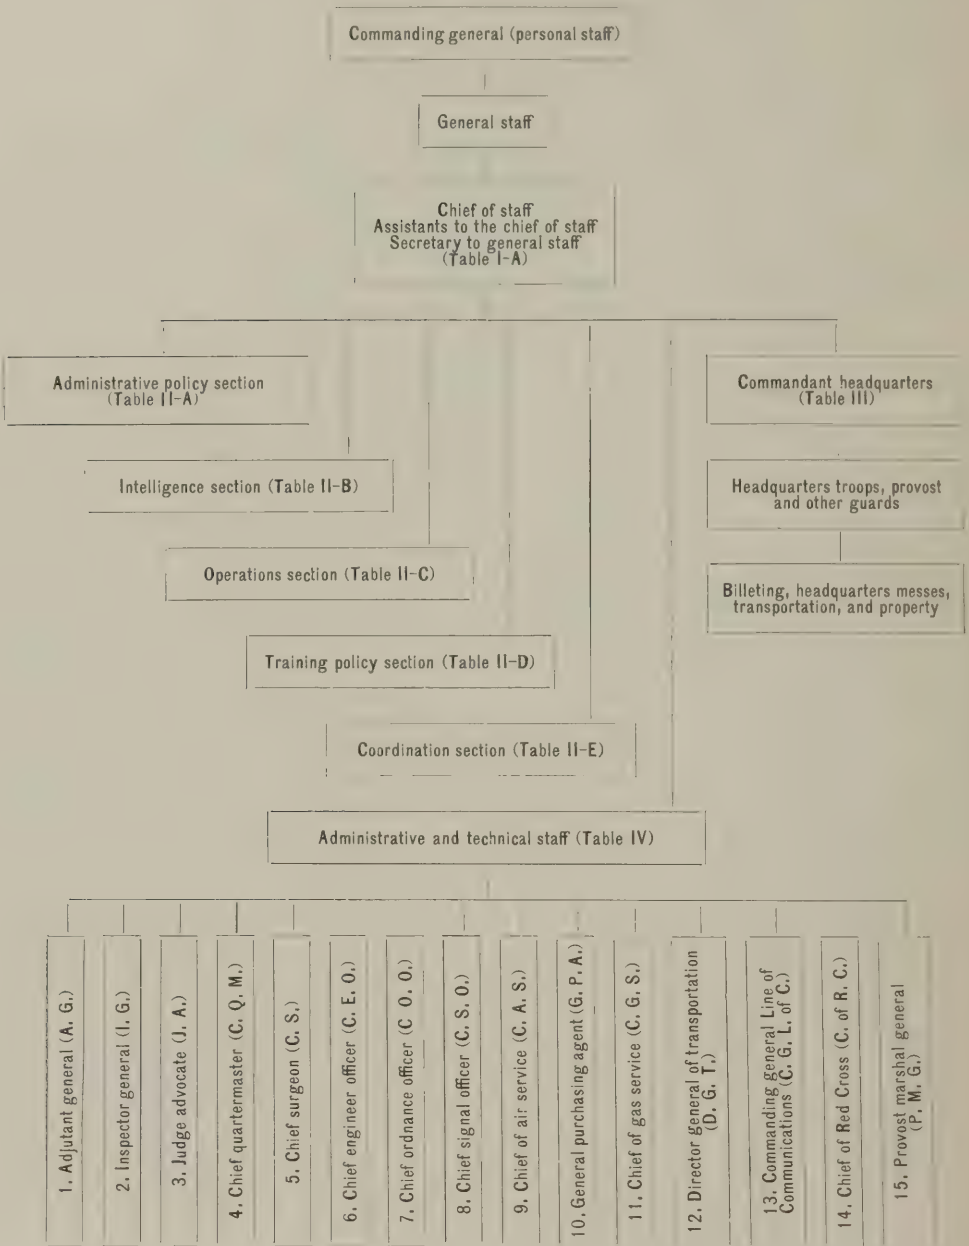 Commanding general (personal staff)
General staff
Chief of staff
Assistants to the chief of staff
Secretary to general staff
(Table I-A)
Administrative policy section
(Table II-A)
Commandant headquarters
(Table III)
Intelligence section (Table II-B)
Headquarters troops, provost
and other guards
Operations section (Table II-C)
Billeting, headquarters messes,
transportation, and property
Training policy section (Table II-D)
Coordination section (Table II-E)
Administrative and technical staff (Table IV)
1. Adjutant general (A. G.)
2. Inspector general (I. G.)
3. Judge advocate (J. A.)
4. Chief quartermaster (C. Q. M.)
5. Chief surgeon (C. S.)
6. Chief engineer officer (C. E. O.)
7. Chief ordnance officer (C O. O.)
8. Chief signal officer (C. S. O.)
9. Chief of air service (C. A. S.)
10. General purchasing agent (G. P. A.)
11. Chief of gas service (C. G. S.)
12. Director general of transportation
(D. G. T.)
13. Commanding general Line of
Communications (C. G. L. of C.)
14. Chief of Red Cross (C. of R. C.)
15. Provost marshal general
(P. M. G.)